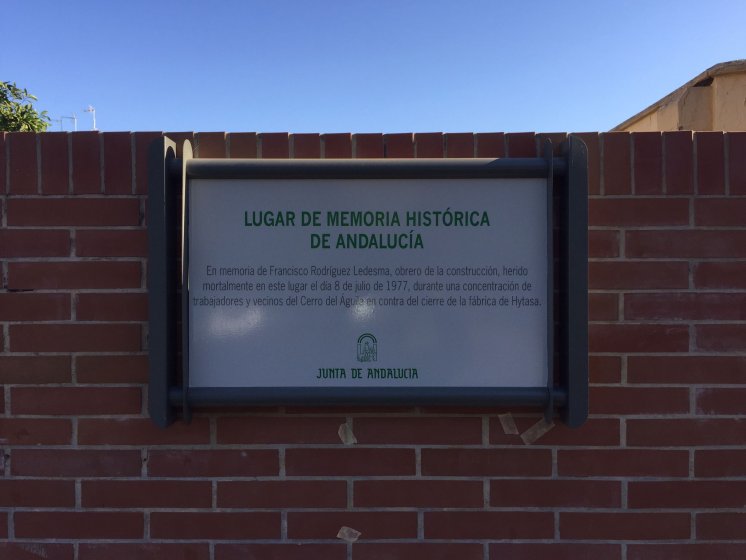 LUGAR DE MEMORIA HISTÓRICA
DE ANDALUCÍA
En memoria de Francisco Rodríguez Ledesma, obrero de la construcción, herido
mortalmente en este lugar el día 8 de julio de 1977, durante una concentración de
trabajadores y vecinos del Cerro del Águila en contra del cierre de la fábrica de Hytasa.
JUNTA DE ANDALUCIA